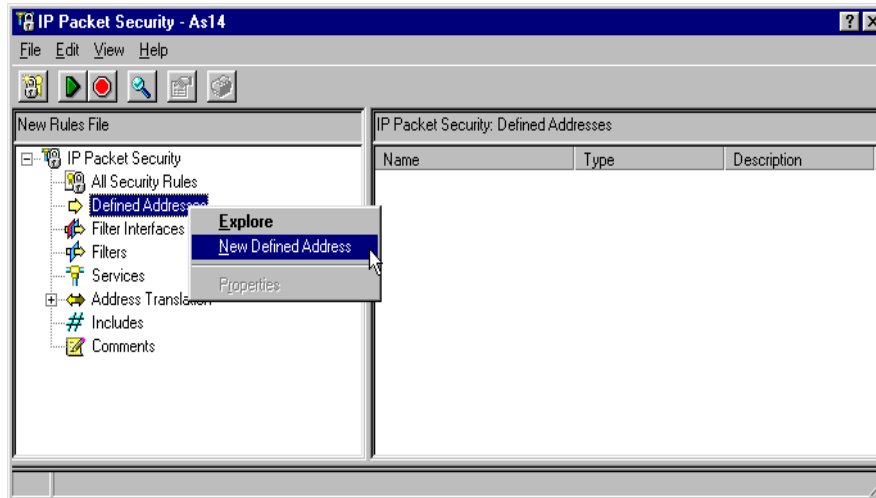 IP Packet Security - As14
File Edit View Help
New Rules File
IP Packet Security: Defined Addresses
IP Packet Security
All Security Rules
Defined Addresses
Filter Interfaces
Filters
Services
Address Translation
Includes
Comments
Explore
New Defined Address
Properties
Name Type Description